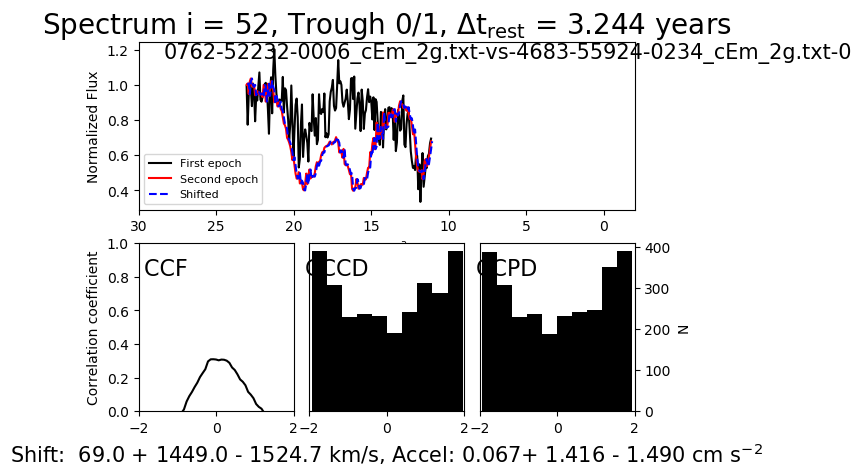 Spectrum i = 52, Trough 0/1, Δt_rest = 3.244 years
0762-52232-0006_cEm_2g.txt-vs-4683-55924-0234_cEm_2g.txt-0
Normalized Flux
1.2
1.0
0.8
0.6
0.4
First epoch
Second epoch
Shifted
30 25 20 15 10 5 0
Correlation coefficient
1.0
0.8
0.6
0.4
0.2
0.0
CCF
CCCD
CCPD
400
300
200
100
0
N
−2 0 2 −2 0 2 −2 0 2
Shift: 69.0 + 1449.0 - 1524.7 km/s, Accel: 0.067+ 1.416 - 1.490 cm s⁻²